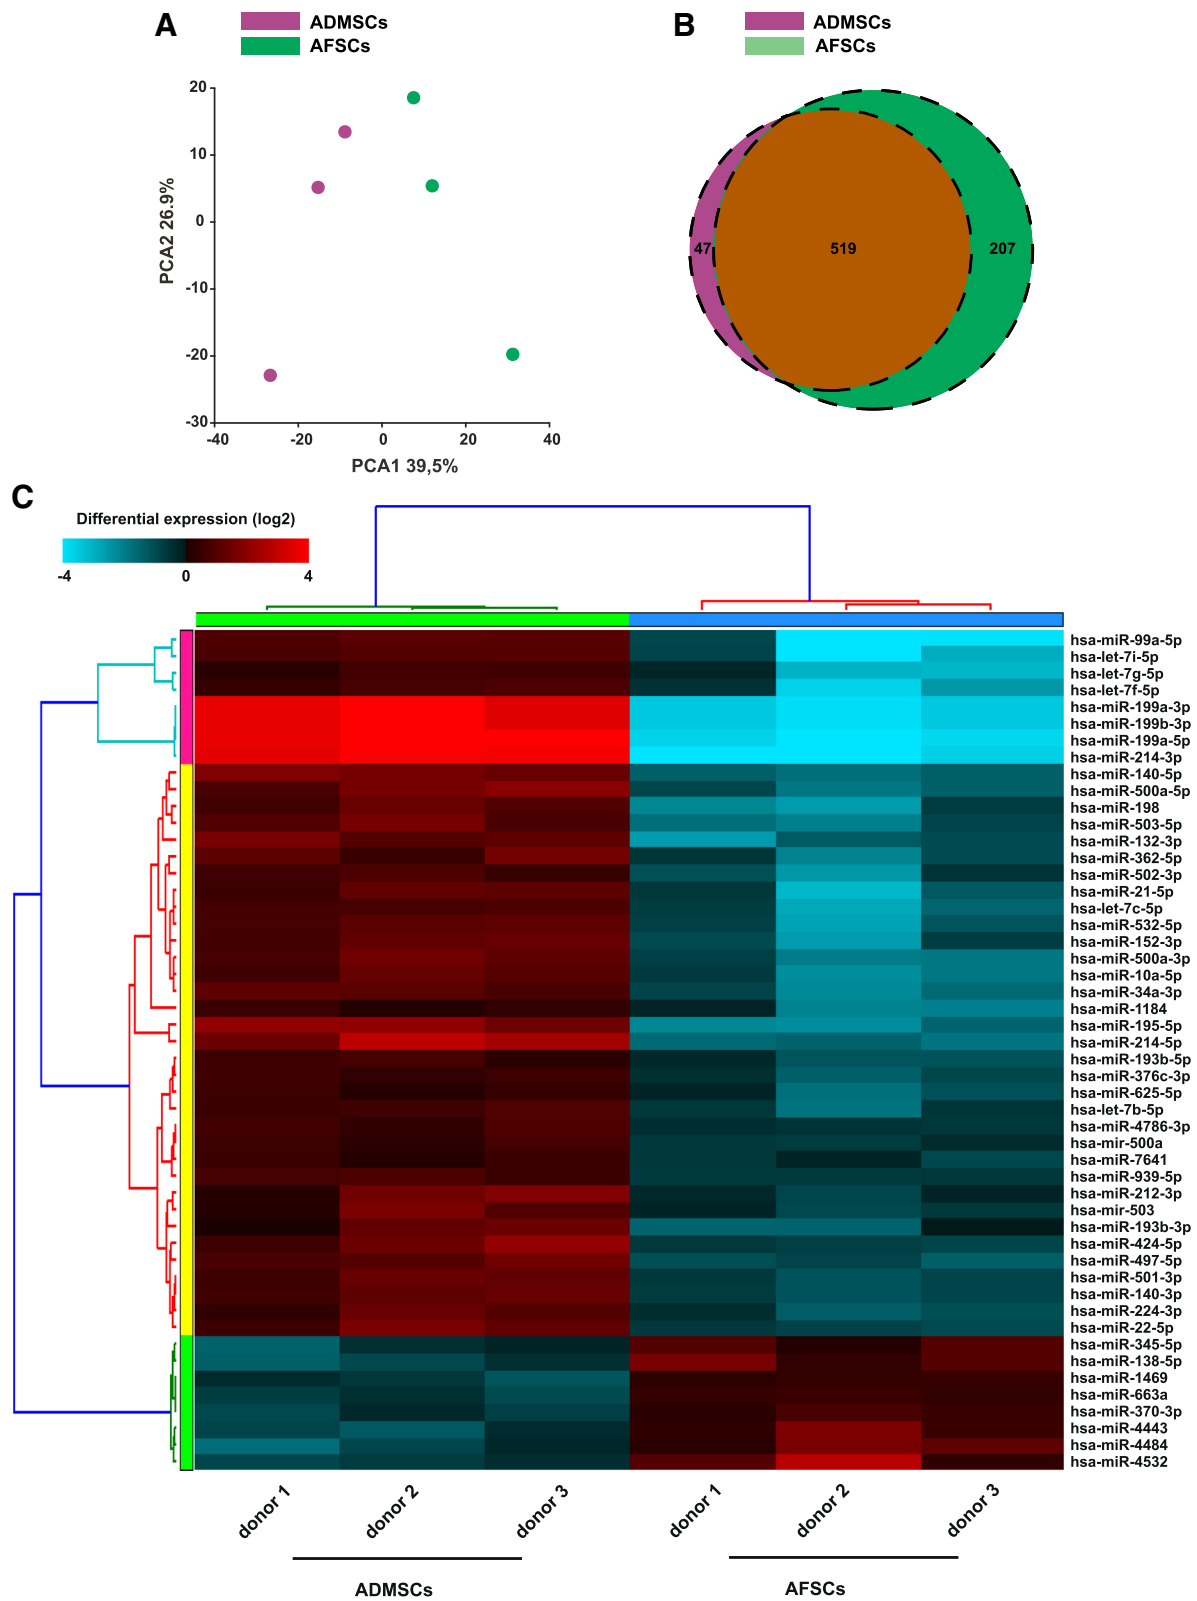 A
ADMSCs
AFSCs
20
10
0
-10
-20
-30
-40
-20
0
20
40
PCA2 26.9%
PCA1 39,5%
B
ADMSCs
AFSCs
47
519
207
C
Differential expression (log2)
-4
0
4
hsa-miR-99a-5p
hsa-let-7i-5p
hsa-let-7g-5p
hsa-let-7f-5p
hsa-miR-199a-3p
hsa-miR-199b-3p
hsa-miR-199a-5p
hsa-miR-214-3p
hsa-miR-140-5p
hsa-miR-500a-5p
hsa-miR-198
hsa-miR-503-5p
hsa-miR-132-3p
hsa-miR-362-5p
hsa-miR-502-3p
hsa-miR-21-5p
hsa-let-7c-5p
hsa-miR-532-5p
hsa-miR-152-3p
hsa-miR-500a-3p
hsa-miR-10a-5p
hsa-miR-34a-3p
hsa-miR-1184
hsa-miR-195-5p
hsa-miR-214-5p
hsa-miR-193b-5p
hsa-miR-376c-3p
hsa-miR-625-5p
hsa-let-7b-5p
hsa-miR-4786-3p
hsa-mir-500a
hsa-miR-7641
hsa-miR-939-5p
hsa-miR-212-3p
hsa-mir-503
hsa-miR-193b-3p
hsa-miR-424-5p
hsa-miR-497-5p
hsa-miR-501-3p
hsa-miR-140-3p
hsa-miR-224-3p
hsa-miR-22-5p
hsa-miR-345-5p
hsa-miR-138-5p
hsa-miR-1469
hsa-miR-663a
hsa-miR-370-3p
hsa-miR-4443
hsa-miR-4484
hsa-miR-4532
donor 1
donor 2
donor 3
donor 1
donor 2
donor 3
ADMSCs
AFSCs